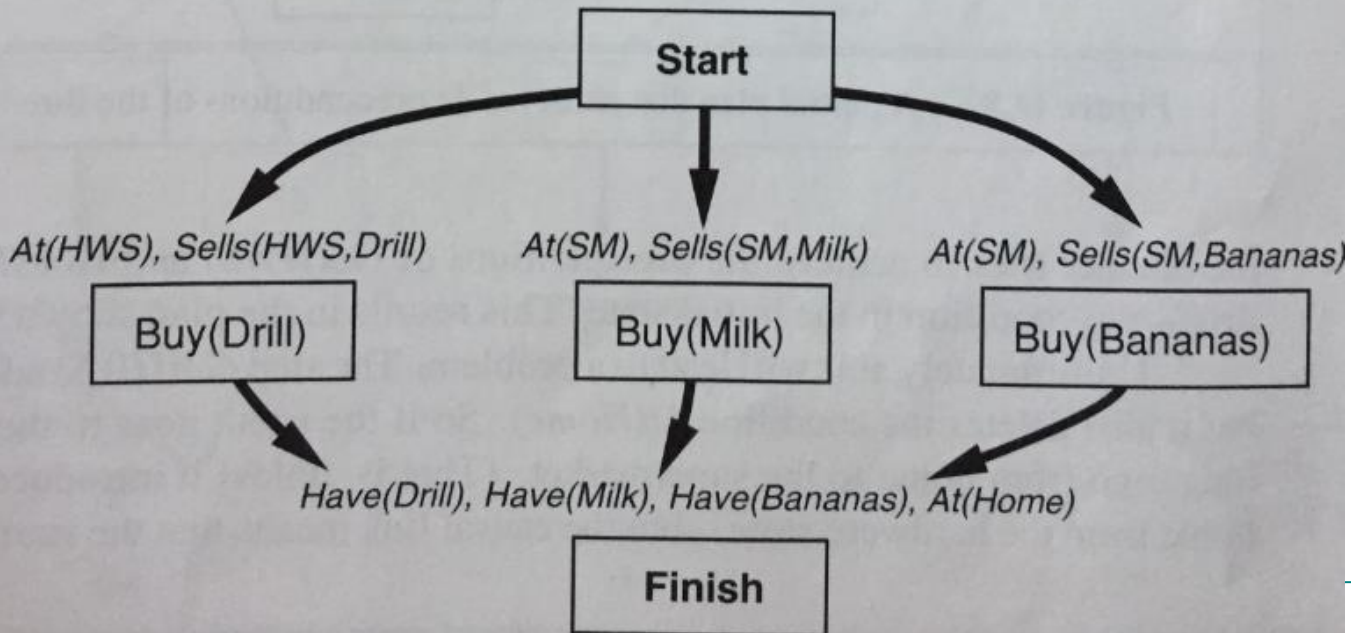 Start
At(HWS), Sells(HWS,Drill) At(SM), Sells(SM,Milk) At(SM), Sells(SM,Bananas)
Buy(Drill) Buy(Milk) Buy(Bananas)
Have(Drill), Have(Milk), Have(Bananas), At(Home)
Finish